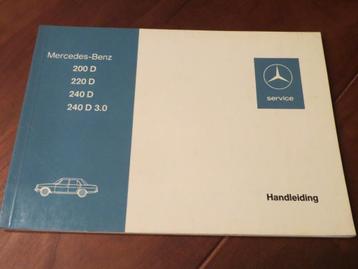 Mercedes-Benz
200 D
220 D
240 D
240 D 3.0
service
Handleiding